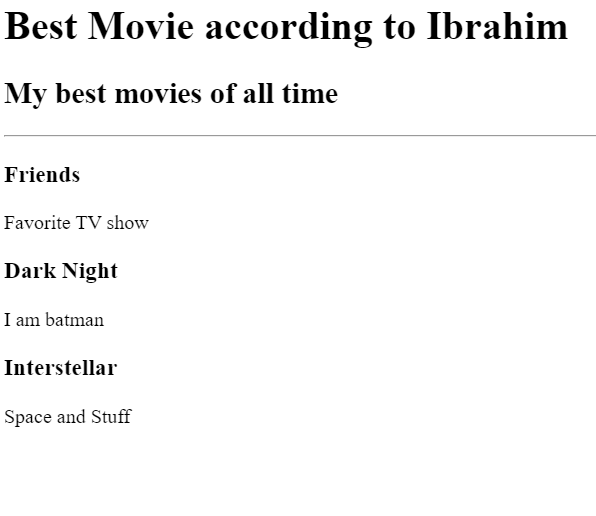 Best Movie according to Ibrahim
My best movies of all time
Friends
Favorite TV show
Dark Night
I am batman
Interstellar
Space and Stuff